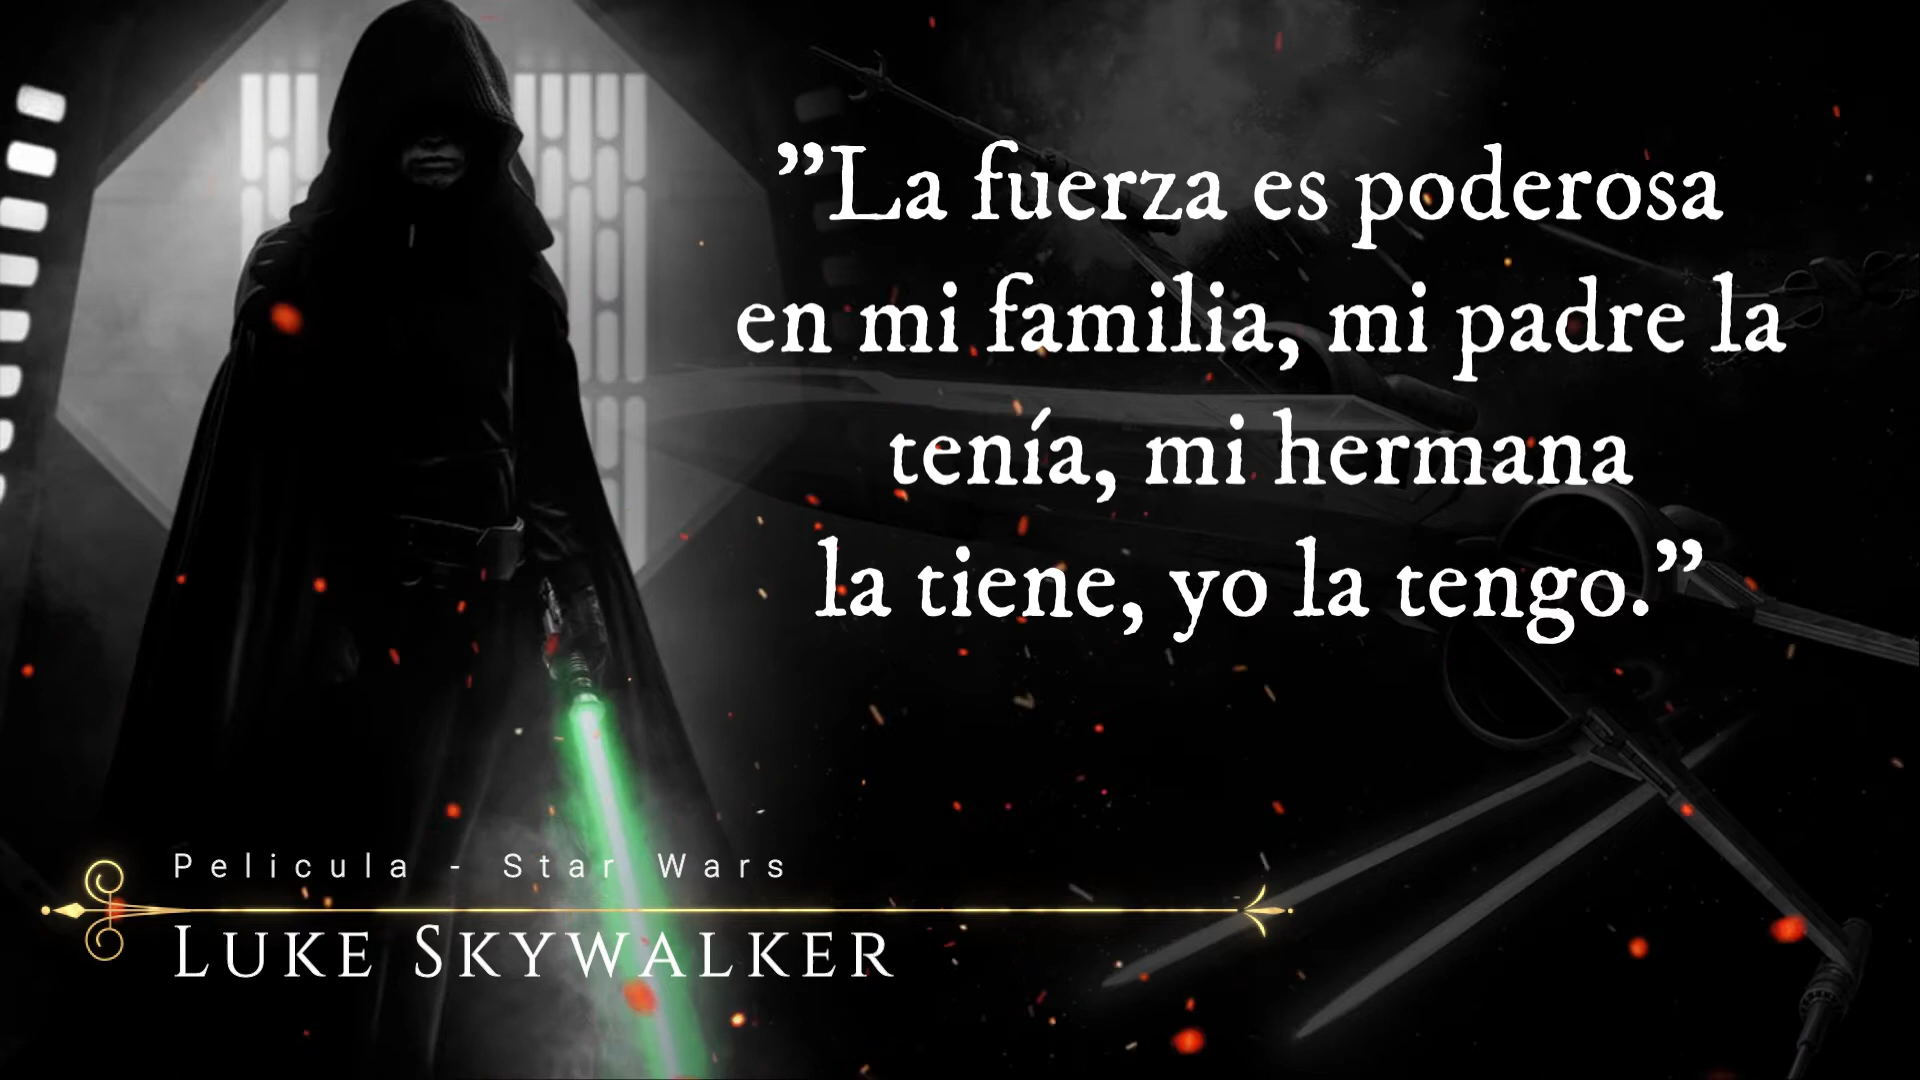 ”La fuerza es poderosa
en mi familia, mi padre la
tenía, mi hermana
la tiene, yo la tengo.”
Pelicula - Star Wars
LUKE SKYWALKER